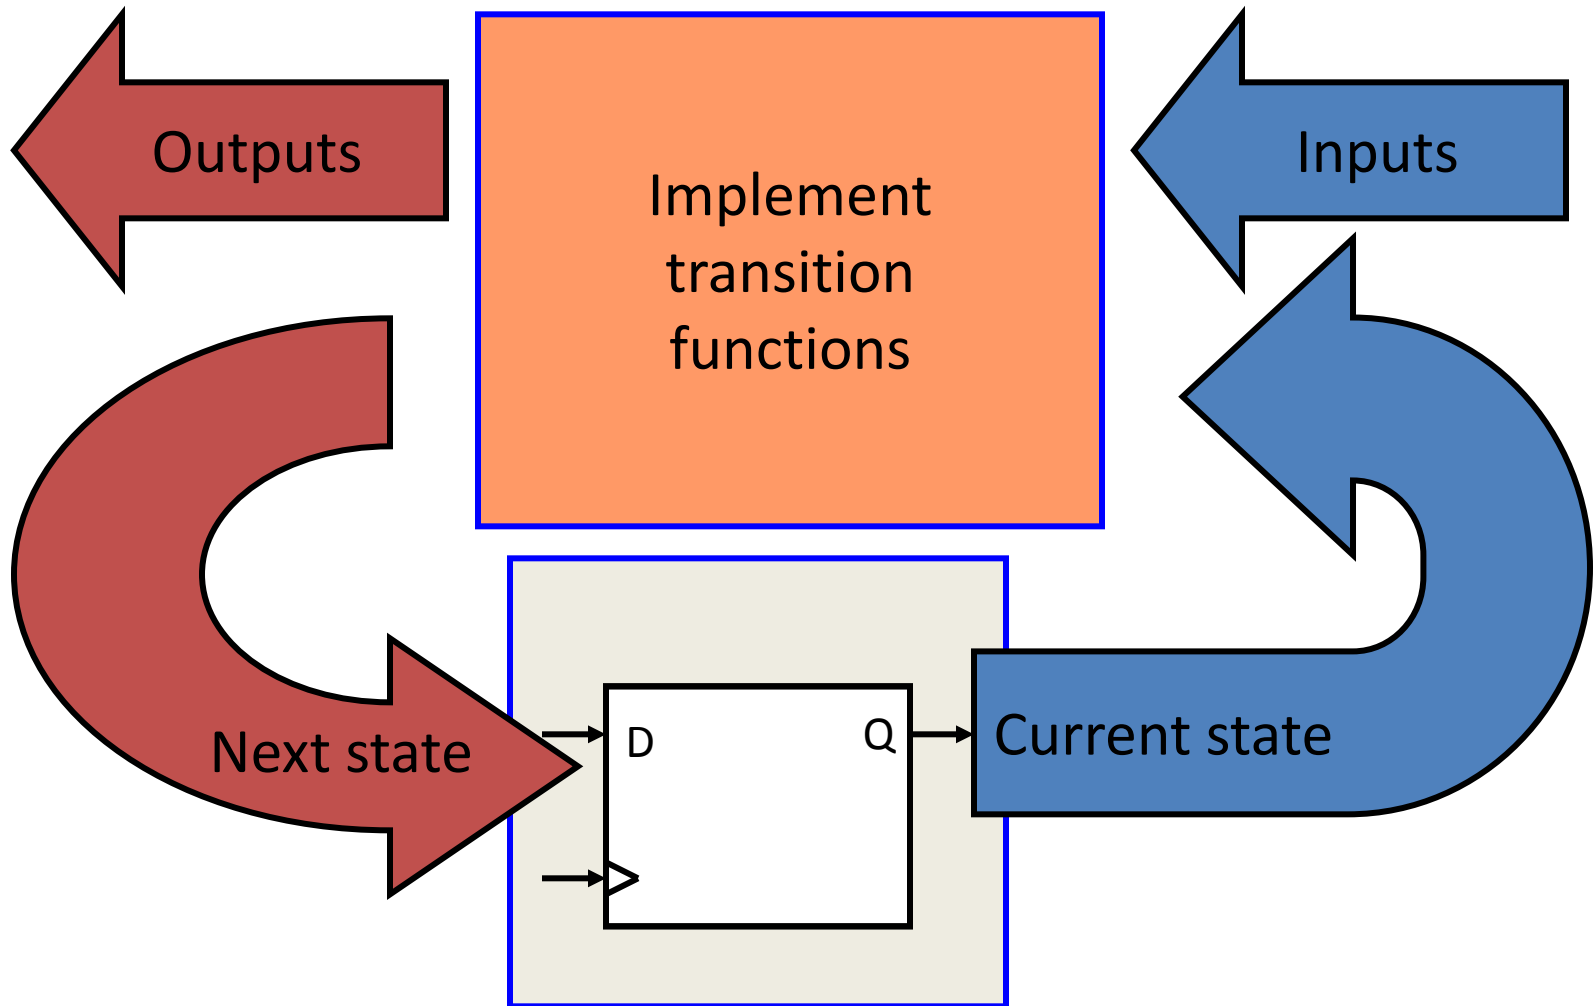 Outputs
Implement
transition
functions
Inputs
Next state
D
Q
Current state